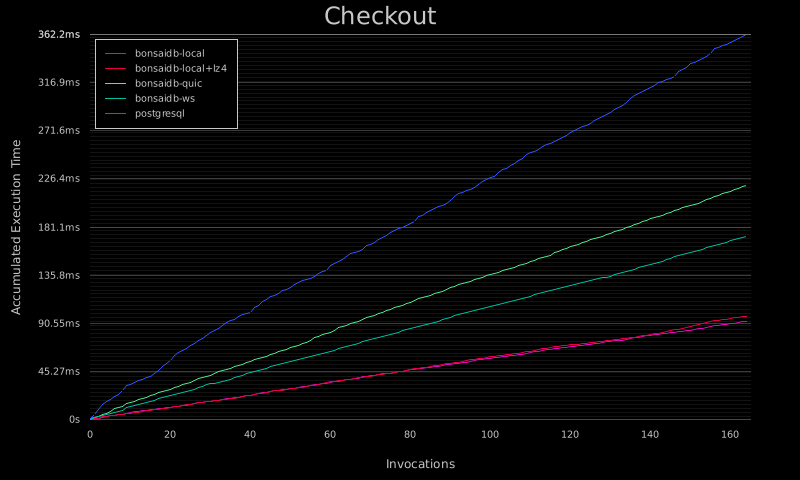 Checkout
362.2ms
316.9ms
271.6ms
226.4ms
181.1ms
135.8ms
90.55ms
45.27ms
0s
Accumulated Execution Time
bonsaidb-local
bonsaidb-local+lz4
bonsaidb-quic
bonsaidb-ws
postgresql
0 20 40 60 80 100 120 140 160
Invocations